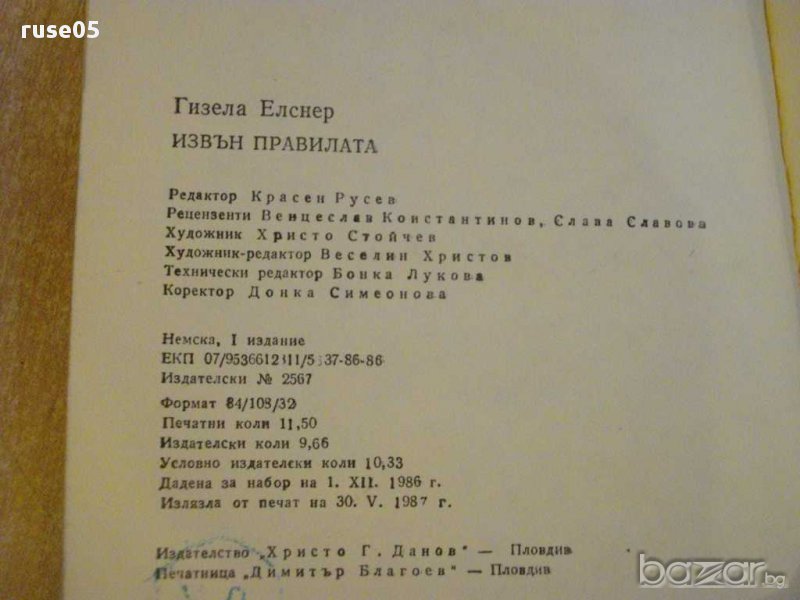 ruse05
Гизела Елснер
ИЗВЪН ПРАВИЛАТА
Редактор Красен Русев
Рецензенти Венцеслав Константинов, Слава Славова
Художник Христо Стойчев
Художник-редактор Веселин Христов
Технически редактор Бонка Лукова
Коректор Донка Симеонова
Немска, I издание
ЕКП 07/9536612311/5337-86-86
Издателски № 2567
Формат 84/108/32
Печатни коли 11,50
Издателски коли 9,66
Условно издателски коли 10,33
Дадена за набор на 1. XII. 1986 г.
Излязла от печат на 30. V. 1987 г.
Издателство „Христо Г. Данов" — Пловдив
Печатница „Димитър Благоев" — Пловдив
bazar.bg